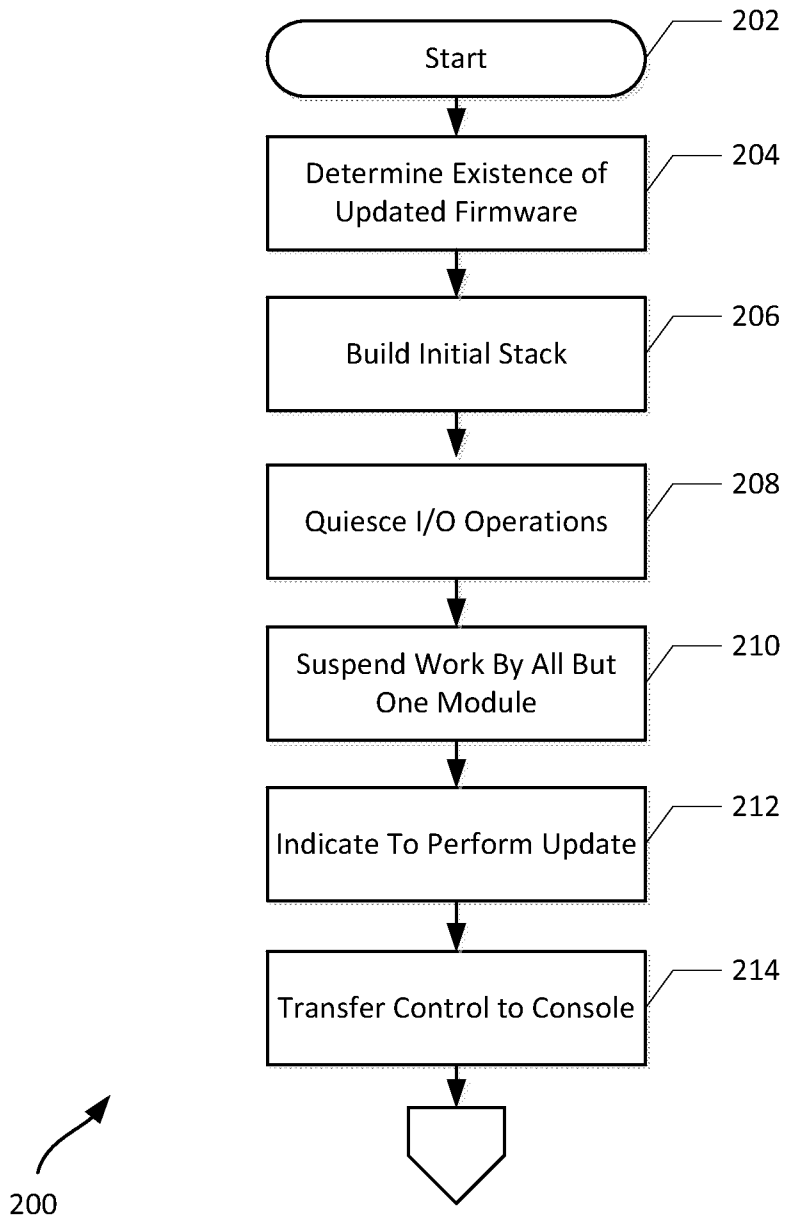 Start
202
Determine Existence of
Updated Firmware
204
Build Initial Stack
206
Quiesce I/O Operations
208
Suspend Work By All But
One Module
210
Indicate To Perform Update
212
Transfer Control to Console
214
200